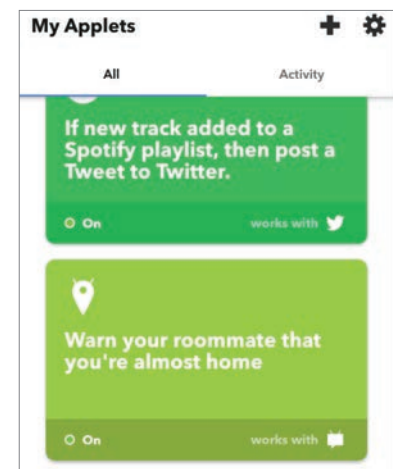 My Applets
All Activity
If new track added to a
Spotify playlist, then post a
Tweet to Twitter.
On works with
Warn your roommate that
you're almost home
On works with